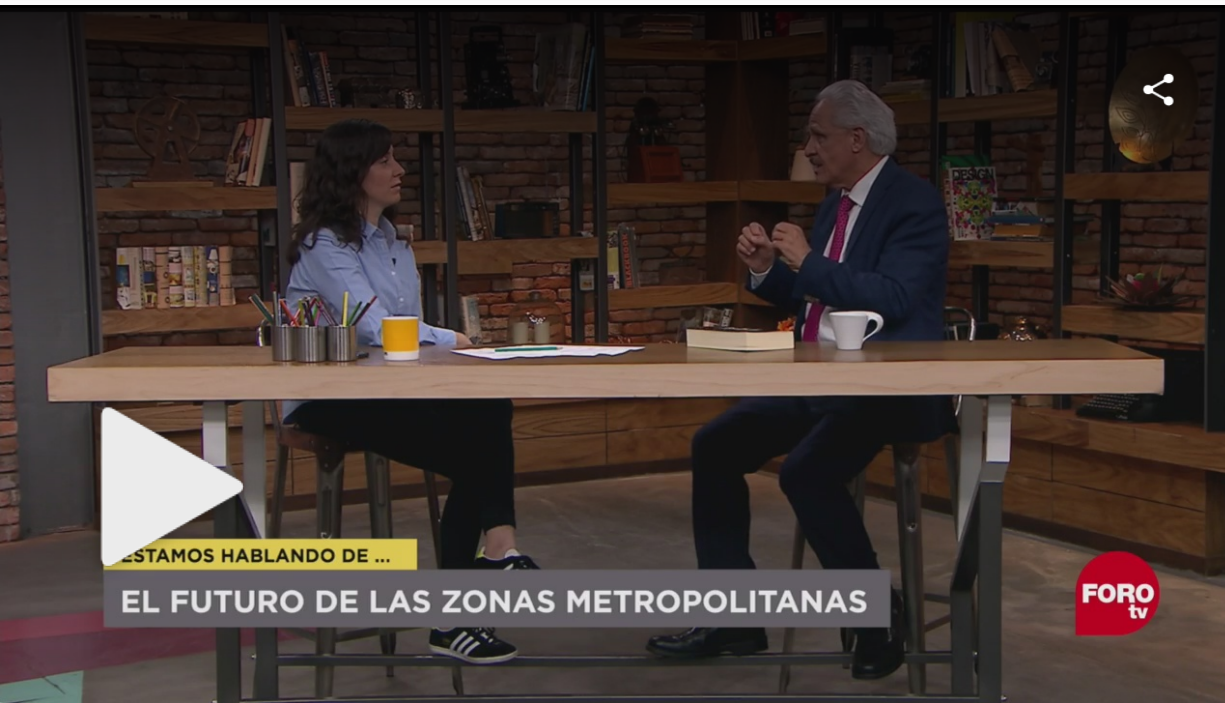 DESIGN
ESTAMOS HABLANDO DE ...
EL FUTURO DE LAS ZONAS METROPOLITANAS
FORO
tv